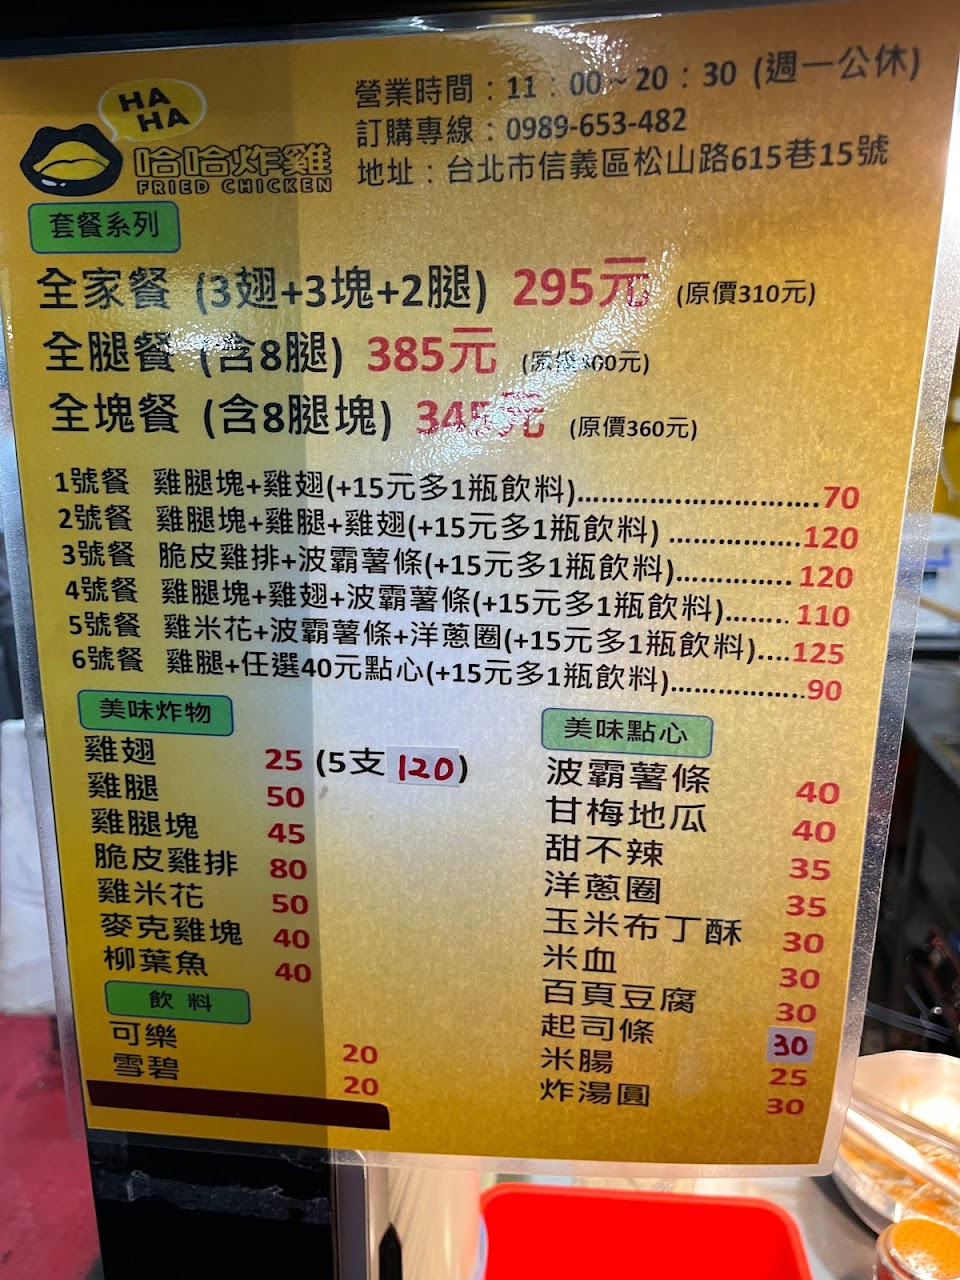 HA HA
哈哈炸雞
FRIED CHICKEN
營業時間：11：00~20：30 (週一公休)
訂購專線：0989-653-482
地址：台北市信義區松山路615巷15號
套餐系列
全家餐 (3翅+3塊+2腿) 295元 (原價310元)
全腿餐 (含8腿) 385元
全塊餐 (含8腿塊) 345元 (原價360元)
1號餐 雞腿塊+雞翅(+15元多1瓶飲料)..............................70
2號餐 雞腿塊+雞腿+雞翅(+15元多1瓶飲料) .................120
3號餐 脆皮雞排+波霸薯條(+15元多1瓶飲料)...............120
4號餐 雞腿塊+雞翅+波霸薯條(+15元多1瓶飲料)........110
5號餐 雞米花+波霸薯條+洋蔥圈(+15元多1瓶飲料)....125
6號餐 雞腿+任選40元點心(+15元多1瓶飲料).................90
美味炸物
雞翅 25 (5支 120)
雞腿 50
雞腿塊 45
脆皮雞排 80
雞米花 50
麥克雞塊 40
柳葉魚 40
飲料
可樂 20
雪碧 20
美味點心
波霸薯條 40
甘梅地瓜 40
甜不辣 35
洋蔥圈 35
玉米布丁酥 30
米血 30
百頁豆腐 30
起司條 30
米腸 25
炸湯圓 30